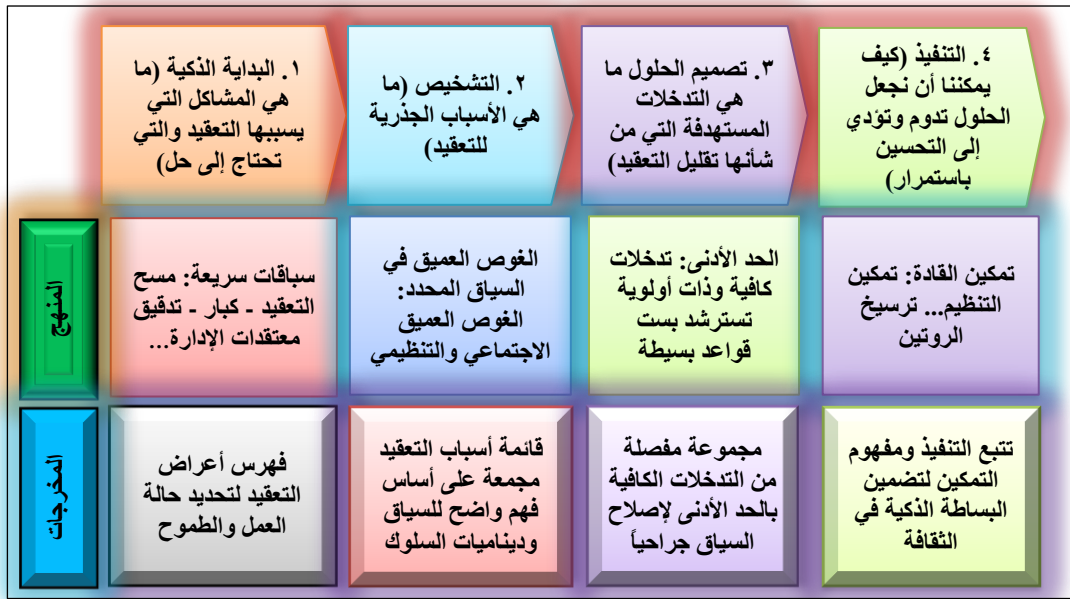 ١. البداية الذكية (ما
هي المشاكل التي
يسببها التعقيد والتي
تحتاج إلى حل)
٢. التشخيص (ما
هي الأسباب الجذرية
للتعقيد)
٣. تصميم الحلول ما
هي التدخلات
المستهدفة التي من
شأنها تقليل التعقيد)
٤. التنفيذ (كيف
يمكننا أن نجعل
الحلول تدوم وتؤدي
إلى التحسين
باستمرار)
المنهج
سباقات سريعة: مسح
التعقيد - كبار - تدقيق
معتقدات الإدارة...
الغوص العميق في
السياق المحدد:
الغوص العميق
الاجتماعي والتنظيمي
الحد الأدنى: تدخلات
كافية وذات أولوية
تسترشد بست
قواعد بسيطة
تمكين القادة: تمكين
التنظيم... ترسيخ
الروتين
المخرجات
فهرس أعراض
التعقيد لتحديد حالة
العمل والطموح
قائمة أسباب التعقيد
مجمعة على أساس
فهم واضح للسياق
وديناميات السلوك
مجموعة مفصلة
من التدخلات الكافية
بالحد الأدنى لإصلاح
السياق جراحياً
تتبع التنفيذ ومفهوم
التمكين لتضمين
البساطة الذكية في
الثقافة